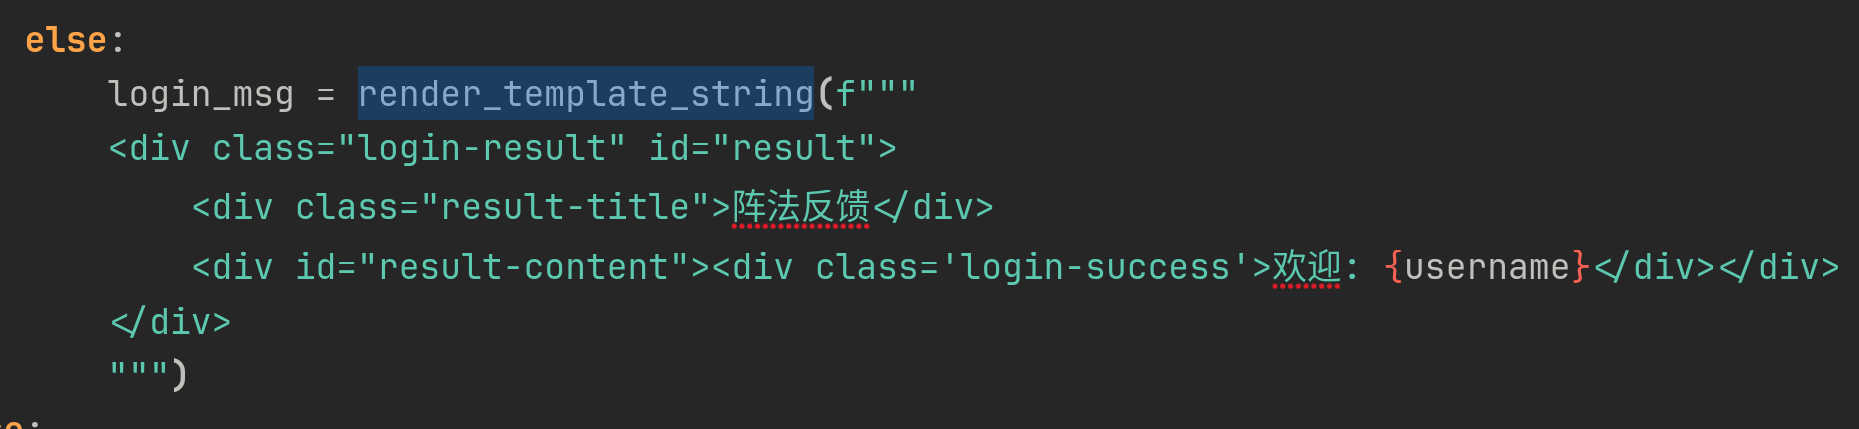 else:
login_msg = render_template_string(f"""
<div class="login-result" id="result">
<div class="result-title">阵法反馈</div>
<div id="result-content"><div class='login-success'>欢迎: {username}</div></div>
</div>
""")